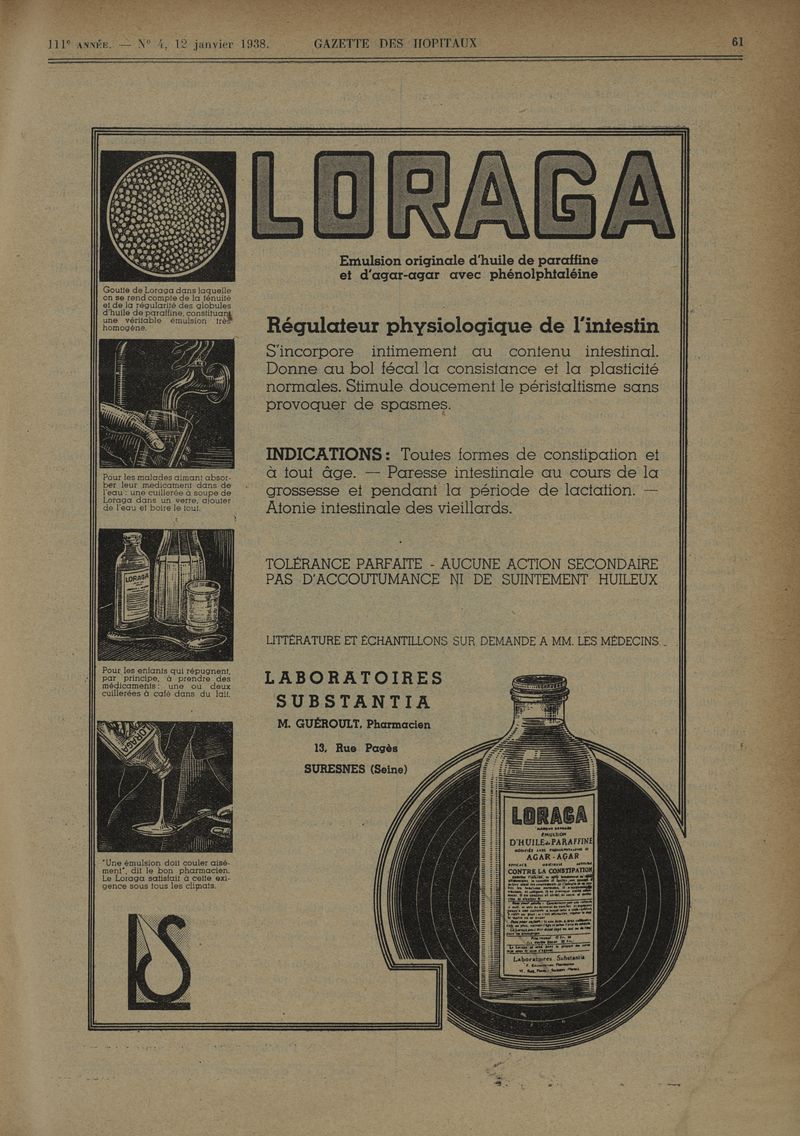 111e ANNÉE. — N° 4, 12 janvier 1938. GAZETTE DES HOPITAUX 61
LORAGA
Emulsion originale d'huile de paraffine
et d'agar-agar avec phénolphtaléine
Goutte de Loraga dans laquelle
on se rend compte de la ténuité
et de la régularité des globules
d'huile de paraffine, constituant
une véritable émulsion très
homogène.
Régulateur physiologique de l'intestin
S'incorpore intimement au contenu intestinal.
Donne au bol fécal la consistance et la plasticité
normales. Stimule doucement le péristaltisme sans
provoquer de spasmes.
Pour les malades aimant absor-
ber leur médicament dans de
l'eau : une cuillerée à soupe de
Loraga dans un verre, ajouter
de l'eau et boire le tout.
INDICATIONS : Toutes formes de constipation et
à tout âge. — Paresse intestinale au cours de la
grossesse et pendant la période de lactation. —
Atonie intestinale des vieillards.
LORAGA
TOLÉRANCE PARFAITE - AUCUNE ACTION SECONDAIRE
PAS D'ACCOUTUMANCE NI DE SUINTEMENT HUILEUX
LITTÉRATURE ET ÉCHANTILLONS SUR DEMANDE A MM. LES MÉDECINS
Pour les enfants qui répugnent,
par principe, à prendre des
médicaments : une ou deux
cuillerées à café dans du lait.
LABORATOIRES
SUBSTANTIA
M. GUÉROULT, Pharmacien
13, Rue Pagès
SURESNES (Seine)
LORAGA
"Une émulsion doit couler aisé-
ment", dit le bon pharmacien.
Le Loraga satisfait à cette exi-
gence sous tous les climats.
LS
LORAGA
EMULSION
D'HUILE de PARAFFINE
AGAR-AGAR
CONTRE LA CONSTIPATION
Laboratoires Substantia